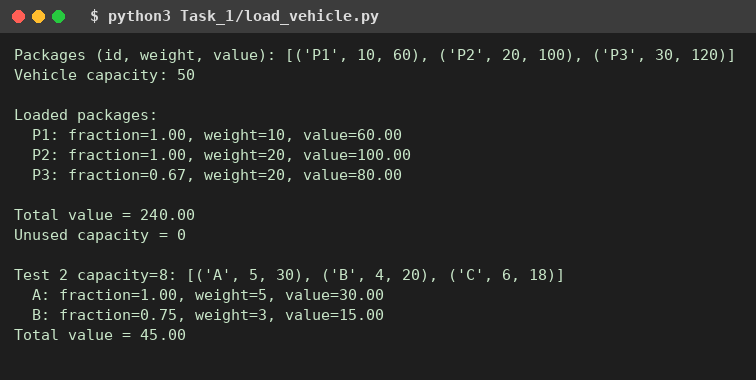 $ python3 Task_1/load_vehicle.py
Packages (id, weight, value): [('P1', 10, 60), ('P2', 20, 100), ('P3', 30, 120)]
Vehicle capacity: 50
Loaded packages:
  P1: fraction=1.00, weight=10, value=60.00
  P2: fraction=1.00, weight=20, value=100.00
  P3: fraction=0.67, weight=20, value=80.00
Total value = 240.00
Unused capacity = 0
Test 2 capacity=8: [('A', 5, 30), ('B', 4, 20), ('C', 6, 18)]
  A: fraction=1.00, weight=5, value=30.00
  B: fraction=0.75, weight=3, value=15.00
Total value = 45.00